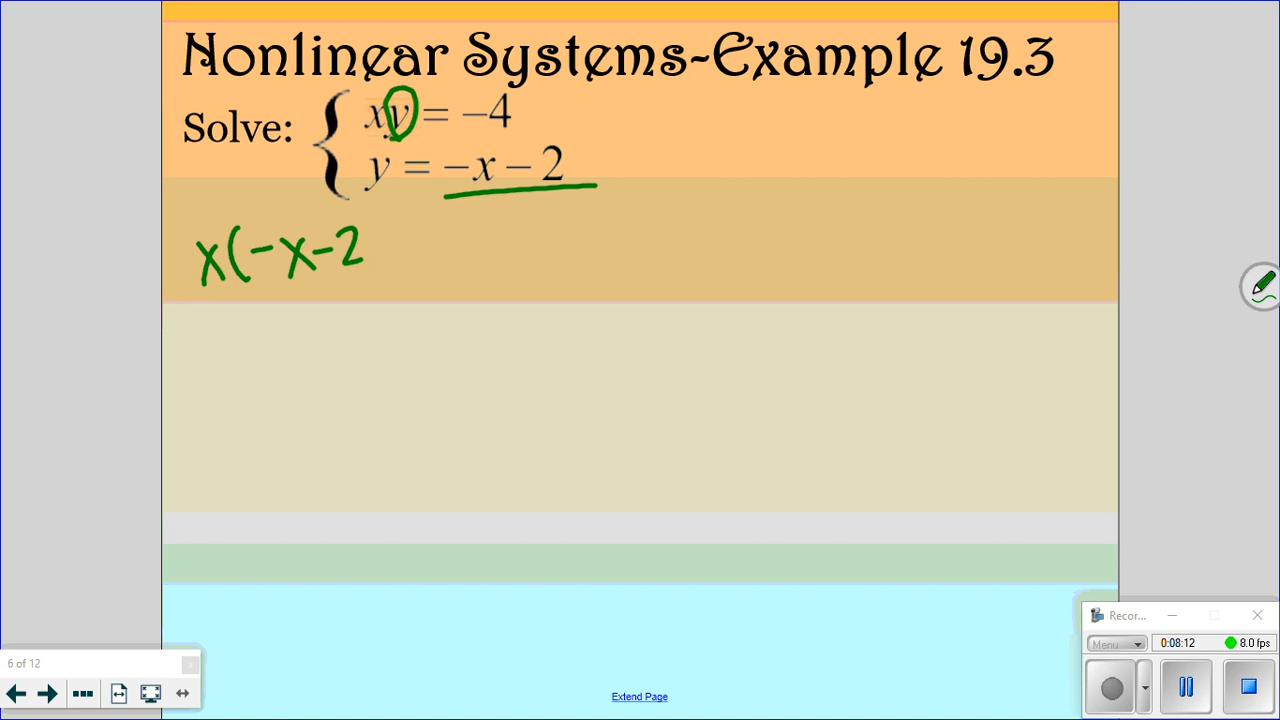 Nonlinear Systems-Example 19.3
Solve: { xy = −4
y = −x − 2
x(-x-2
Extend Page
6 of 12
x
Recor...
Menu
0:08:12
8.0 fps